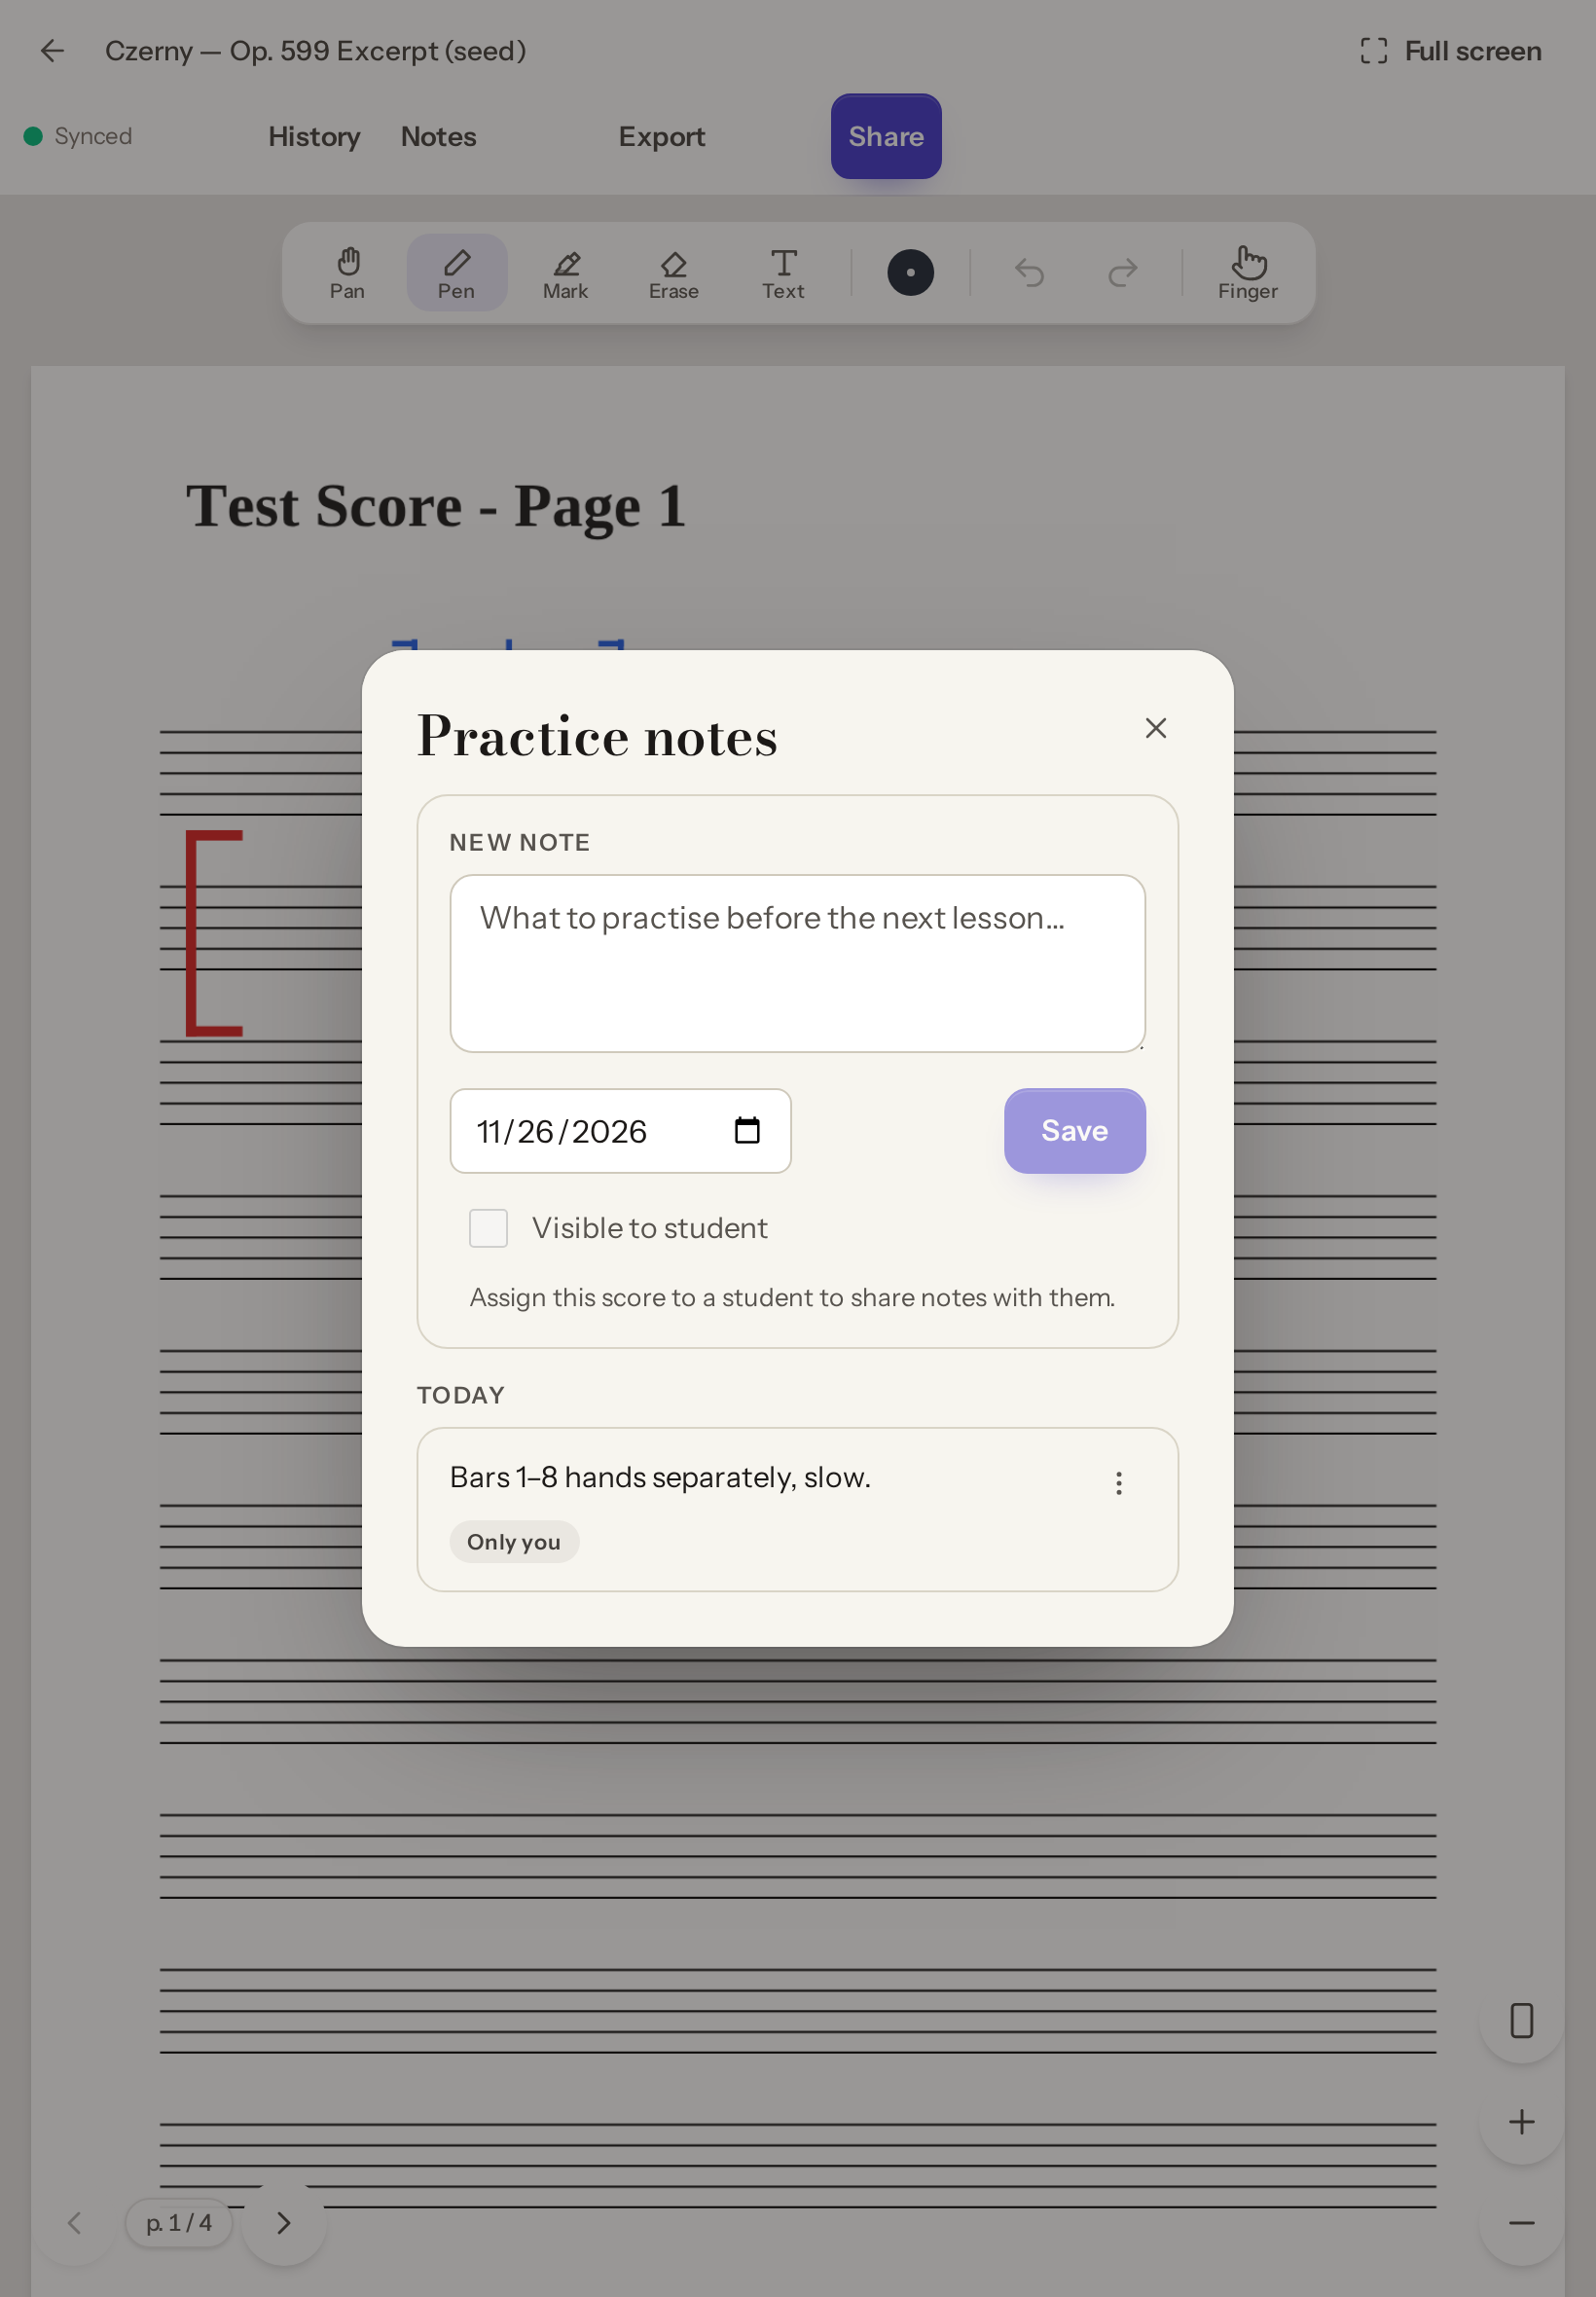 Czerny — Op. 599 Excerpt (seed)
Full screen
Synced
History
Notes
Export
Share
Pan
Pen
Mark
Erase
Text
Finger
Test Score - Page 1
Practice notes
NEW NOTE
What to practise before the next lesson...
11/26/2026
Save
Visible to student
Assign this score to a student to share notes with them.
TODAY
Bars 1–8 hands separately, slow.
Only you
p. 1 / 4